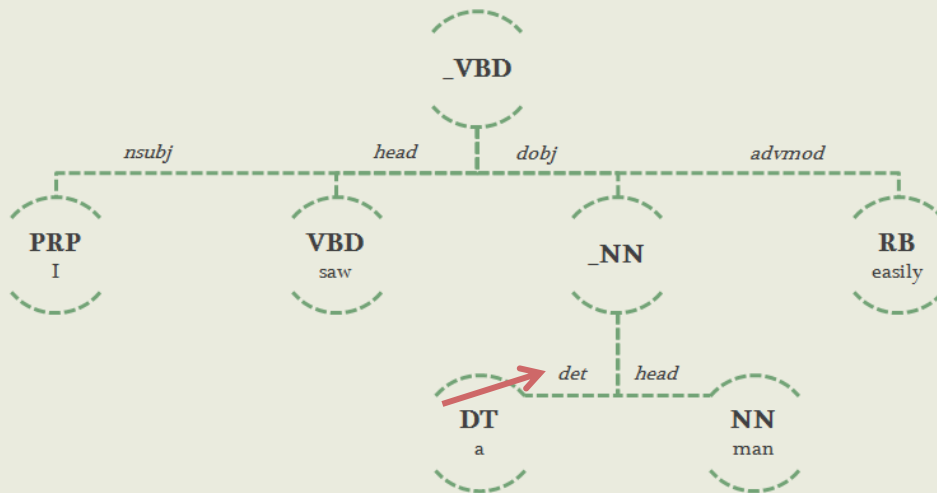 _VBD
nsubj head dobj advmod
PRP VBD _NN RB
I saw easily
det head
DT NN
a man